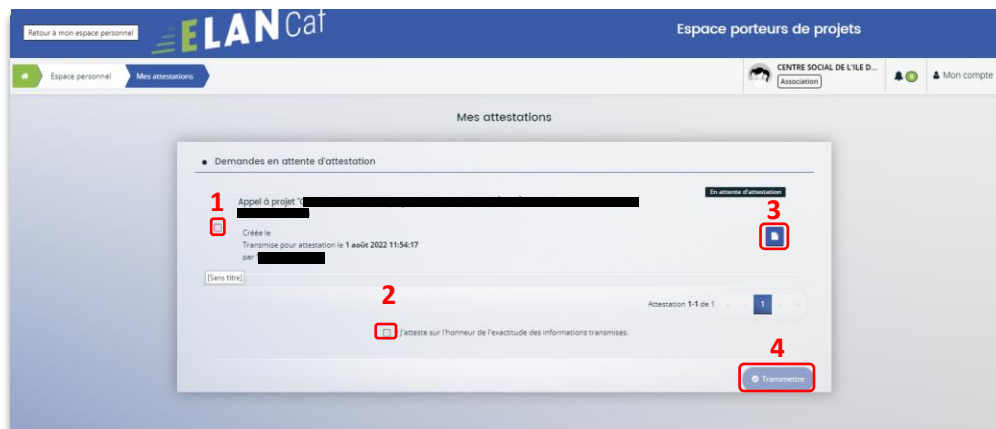 Retour à mon espace personnel
ELANCaf
Espace porteurs de projets
Espace personnel
Mes attestations
CENTRE SOCIAL DE L'ILE D...
Association
0
Mon compte
Mes attestations
Demandes en attente d'attestation
En attente d'attestation
1
Appel à projet "
3
Créée le
Transmise pour attestation le 1 août 2022 11:54:17
par
[Sans titre]
2
Attestation 1-1 de 1
1
J'atteste sur l'honneur de l'exactitude des informations transmises.
4
Transmettre